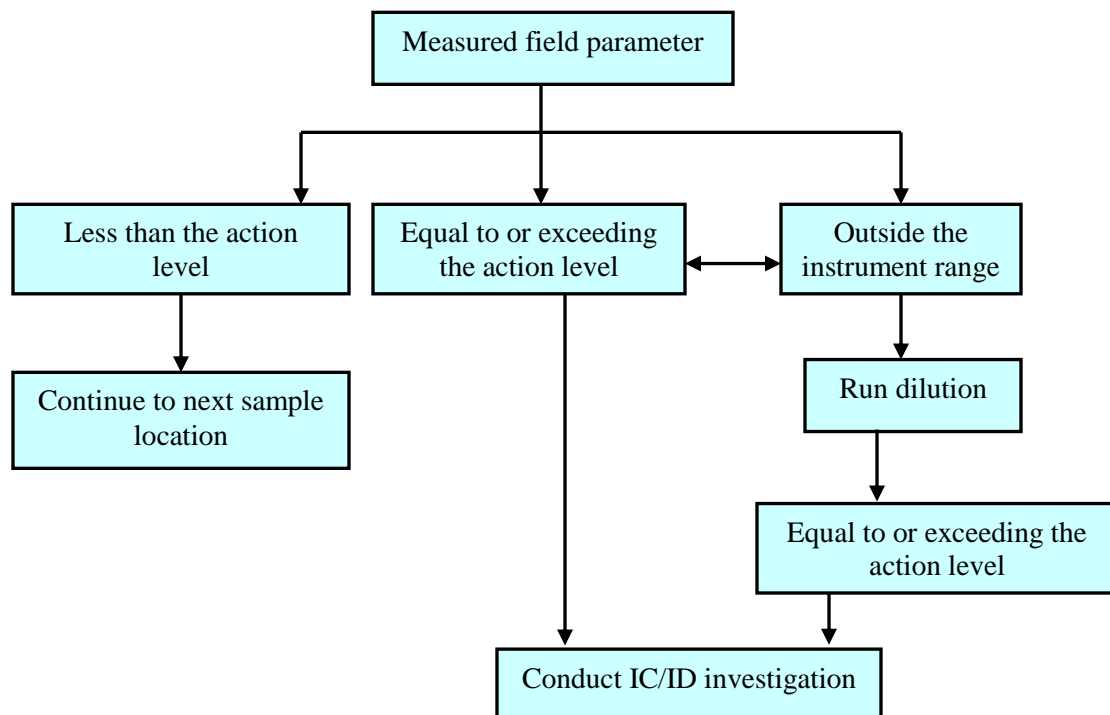 Measured field parameter
Less than the action
level
Equal to or exceeding
the action level
Outside the
instrument range
Continue to next sample
location
Run dilution
Equal to or exceeding the
action level
Conduct IC/ID investigation